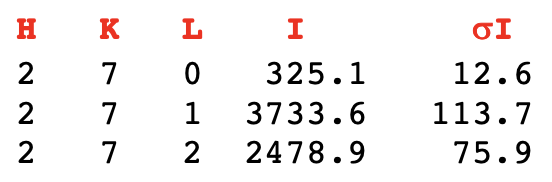 H K L I σI
2 7 0 325.1 12.6
2 7 1 3733.6 113.7
2 7 2 2478.9 75.9